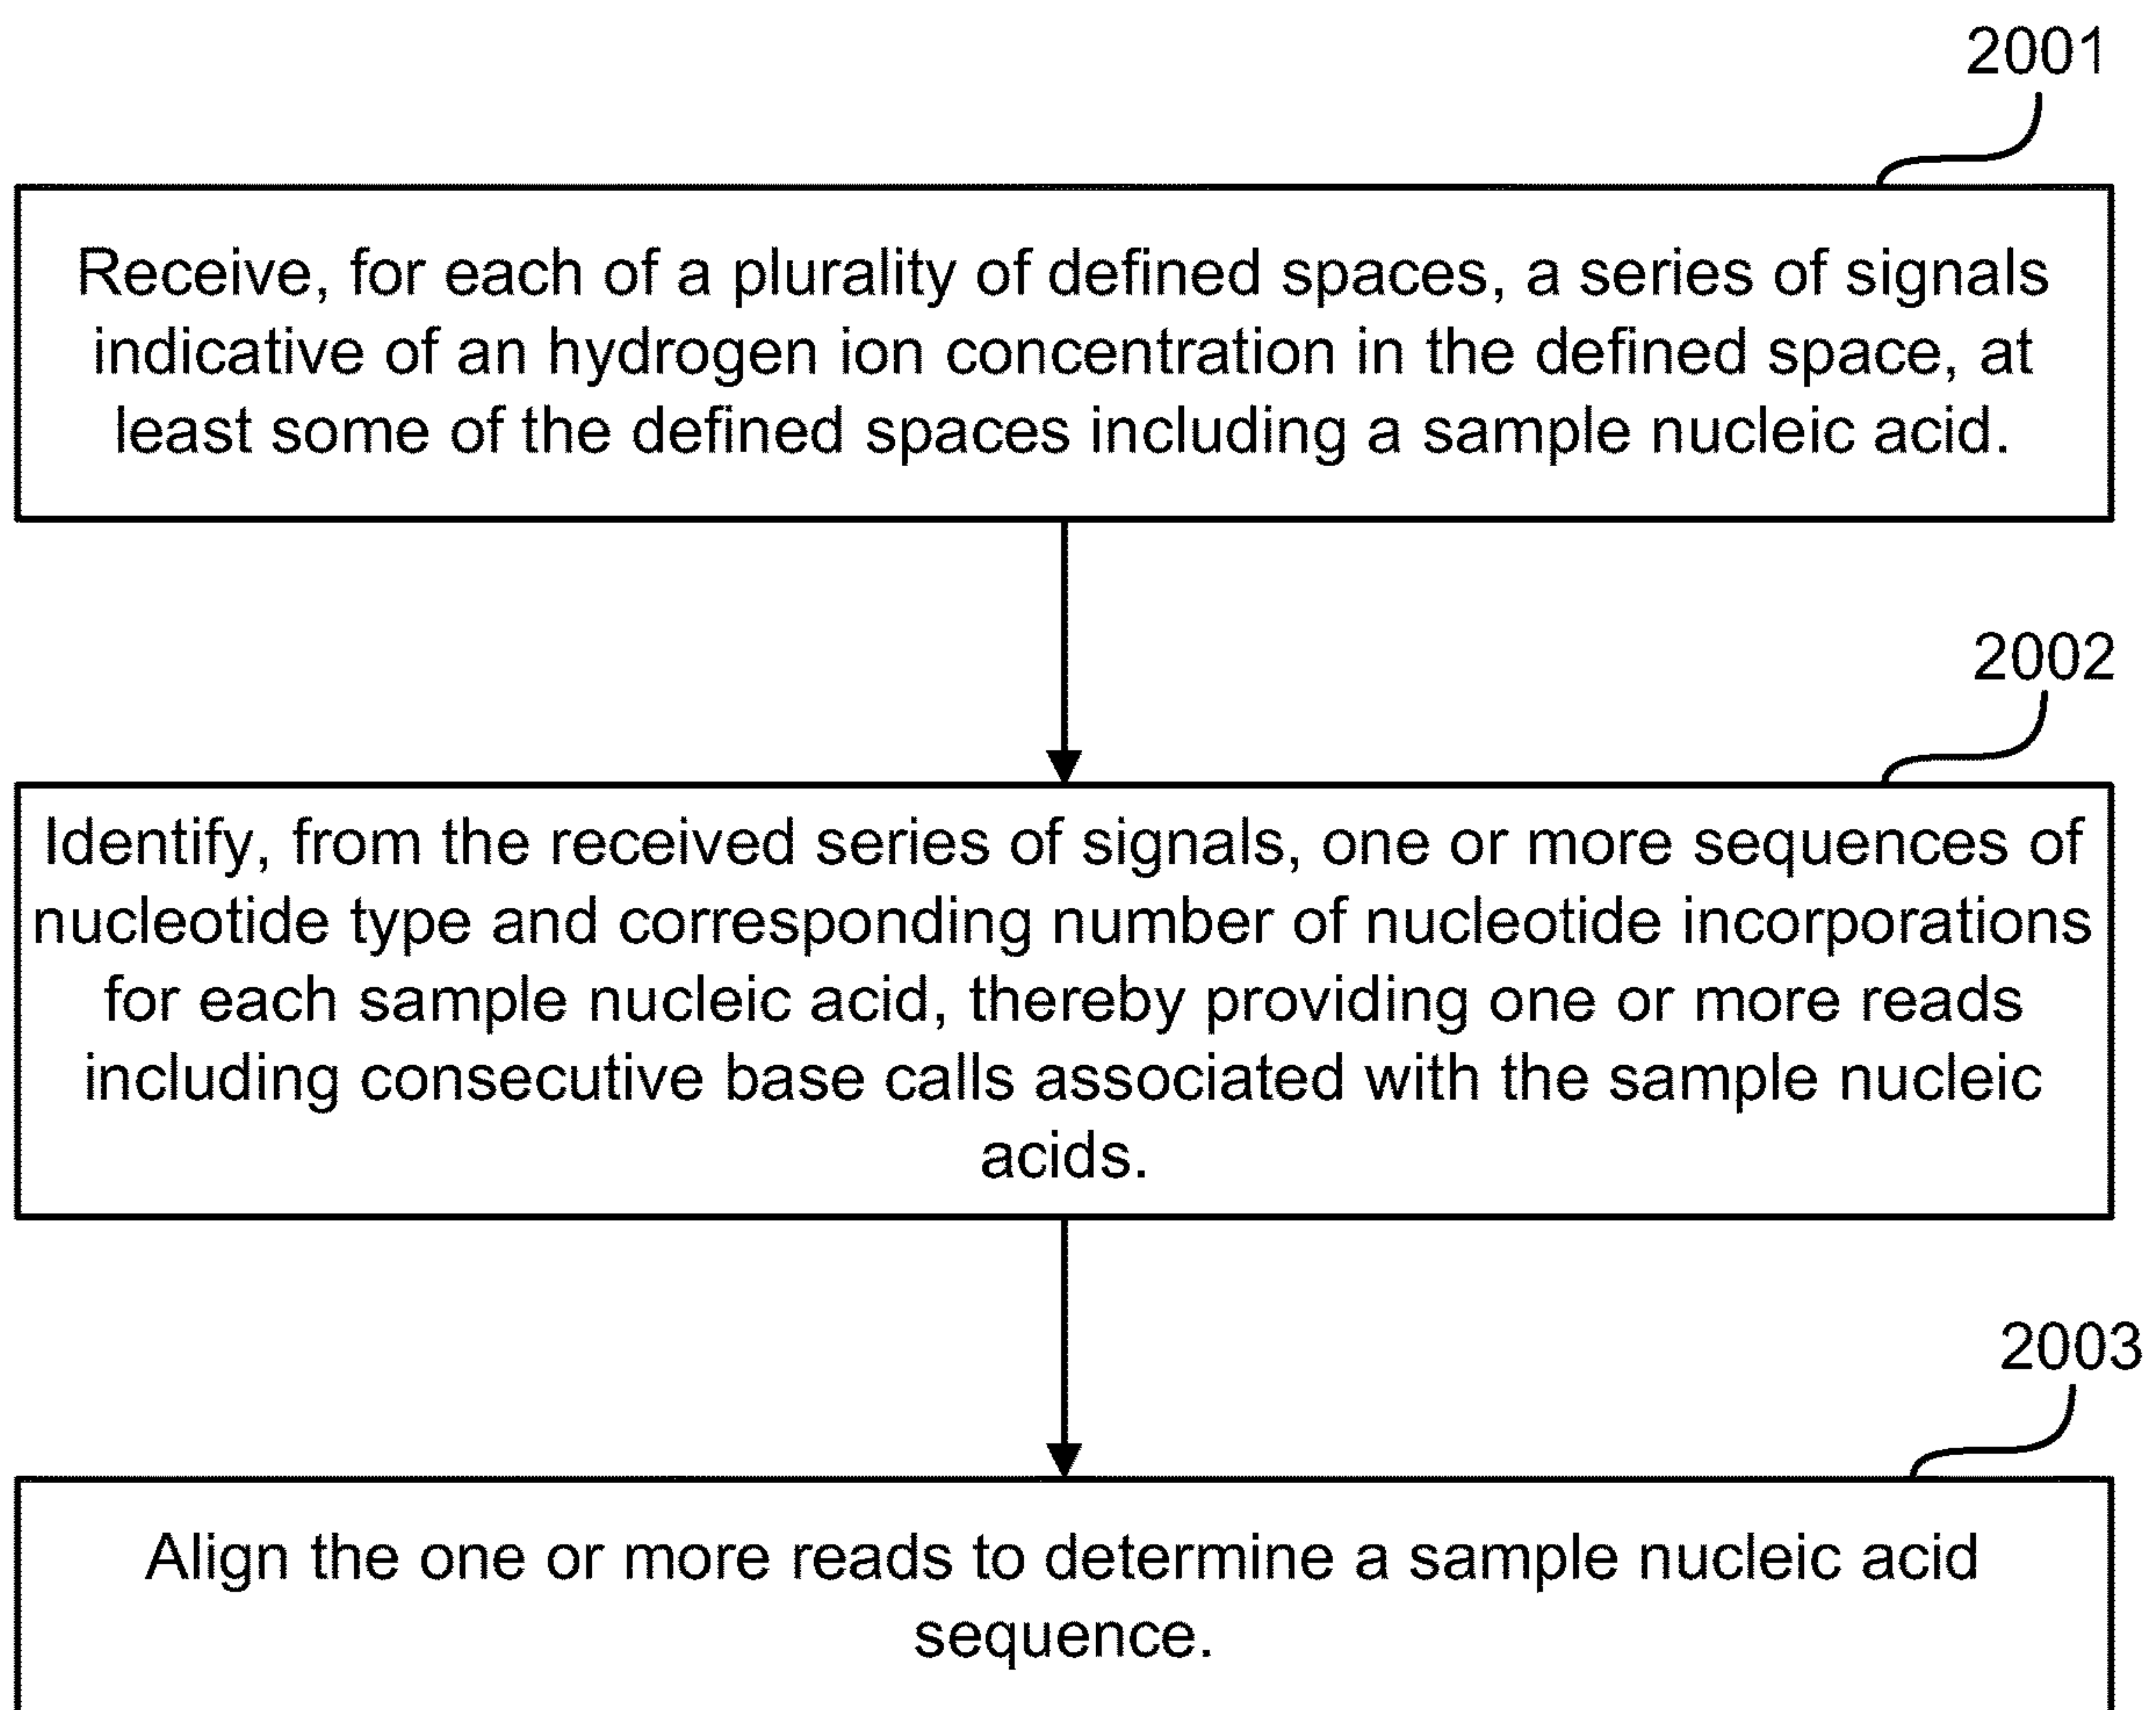 2001
Receive, for each of a plurality of defined spaces, a series of signals
indicative of an hydrogen ion concentration in the defined space, at
least some of the defined spaces including a sample nucleic acid.
2002
Identify, from the received series of signals, one or more sequences of
nucleotide type and corresponding number of nucleotide incorporations
for each sample nucleic acid, thereby providing one or more reads
including consecutive base calls associated with the sample nucleic
acids.
2003
Align the one or more reads to determine a sample nucleic acid
sequence.